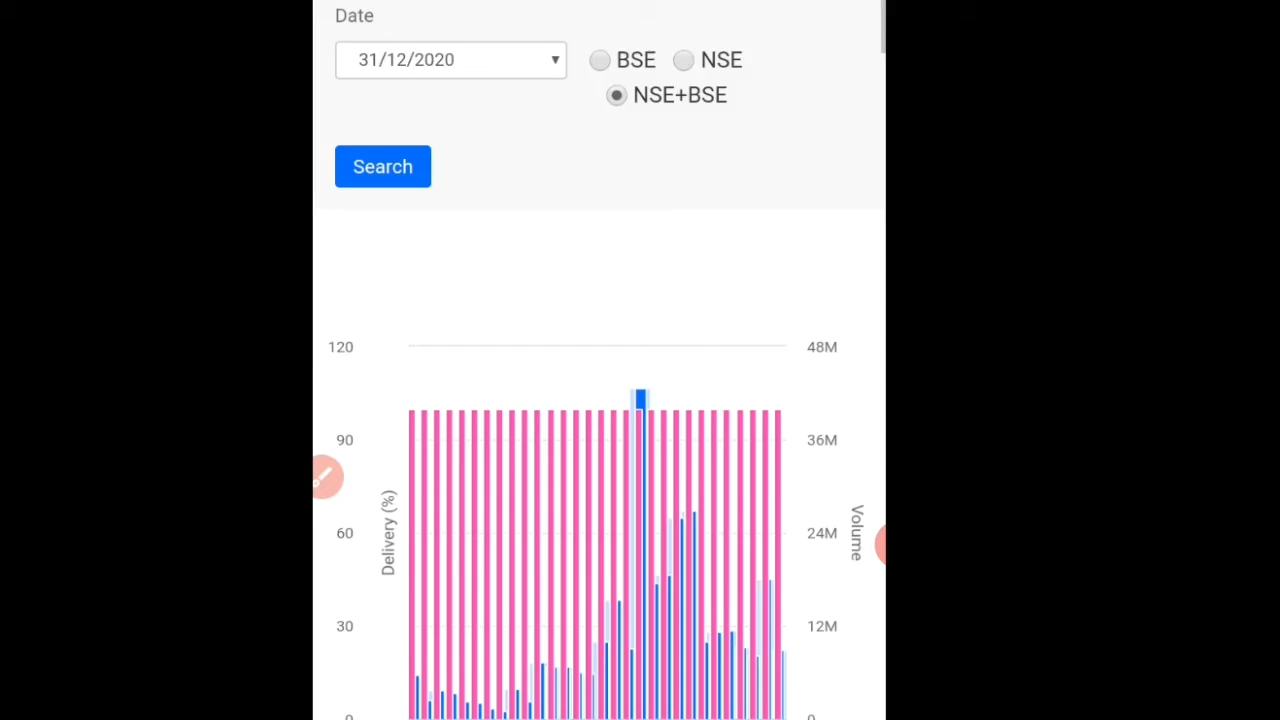 Date
31/12/2020
BSE NSE
NSE+BSE
Search
120 48M
90 36M
Delivery (%)
Volume
60 24M
30 12M
0 0